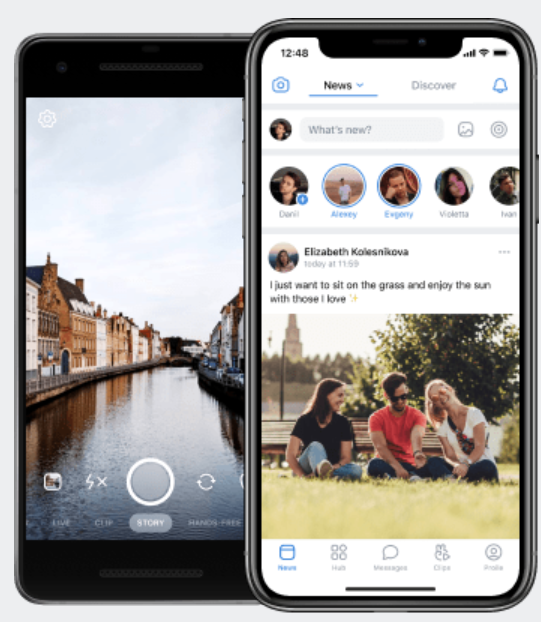 LIVE
CLIP
STORY
HANDS-FREE
12:48
News
Discover
What's new?
Danil
Alexey
Evgeny
Violetta
Ivan
Elizabeth Kolesnikova
today at 11:59
I just want to sit on the grass and enjoy the sun
with those I love ✨
News
Hub
Messages
Clips
Profile